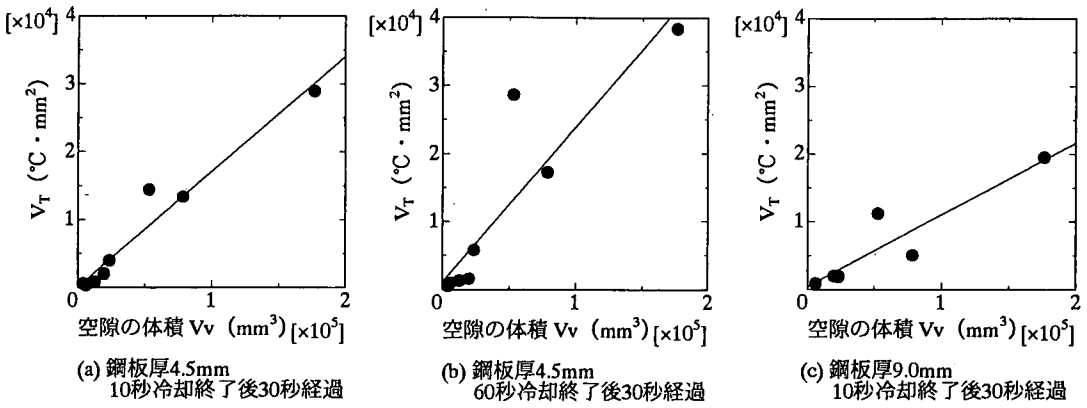 [×10⁴] 4
3
2
1
0 1 2
V_T (℃・mm²)
空隙の体積 Vv (mm³) [×10⁵]
(a) 鋼板厚4.5mm
10秒冷却終了後30秒経過
[×10⁴] 4
3
2
1
0 1 2
V_T (℃・mm²)
空隙の体積 Vv (mm³) [×10⁵]
(b) 鋼板厚4.5mm
60秒冷却終了後30秒経過
[×10⁴] 4
3
2
1
0 1 2
V_T (℃・mm²)
空隙の体積 Vv (mm³) [×10⁵]
(c) 鋼板厚9.0mm
10秒冷却終了後30秒経過